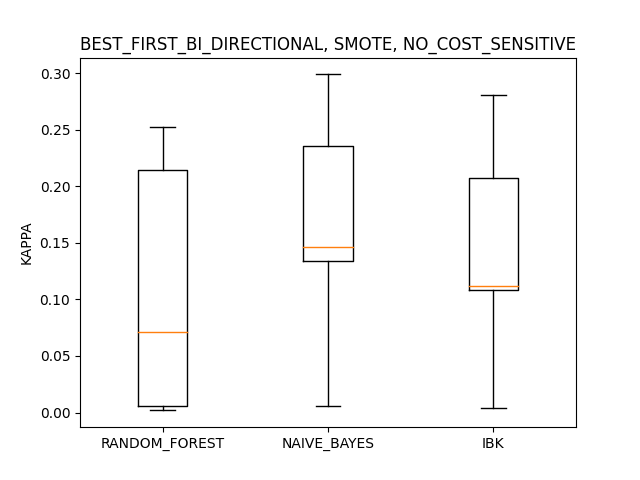 BEST_FIRST_BI_DIRECTIONAL, SMOTE, NO_COST_SENSITIVE
0.30
0.25
0.20
0.15
0.10
0.05
0.00
KAPPA
RANDOM_FOREST NAIVE_BAYES IBK